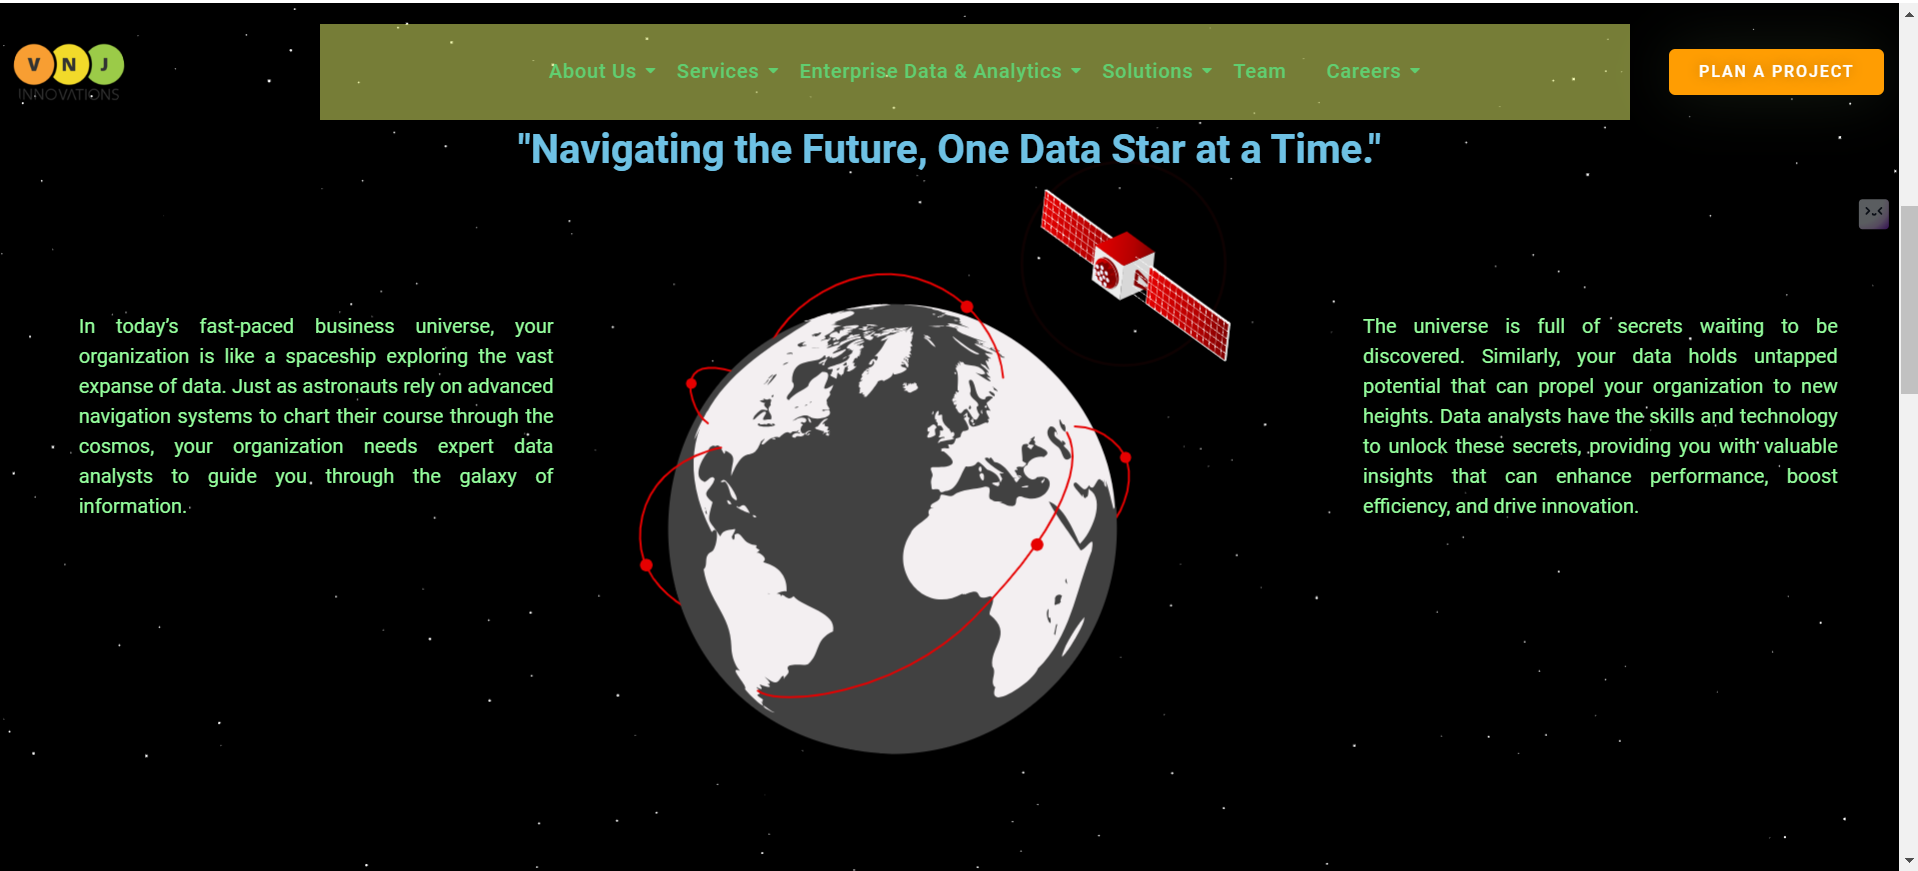 V N J
INNOVATIONS
About Us Services Enterprise Data & Analytics Solutions Team Careers
PLAN A PROJECT
"Navigating the Future, One Data Star at a Time."
In today's fast-paced business universe, your
organization is like a spaceship exploring the vast
expanse of data. Just as astronauts rely on advanced
navigation systems to chart their course through the
cosmos, your organization needs expert data
analysts to guide you through the galaxy of
information.
The universe is full of secrets waiting to be
discovered. Similarly, your data holds untapped
potential that can propel your organization to new
heights. Data analysts have the skills and technology
to unlock these secrets, providing you with valuable
insights that can enhance performance, boost
efficiency, and drive innovation.